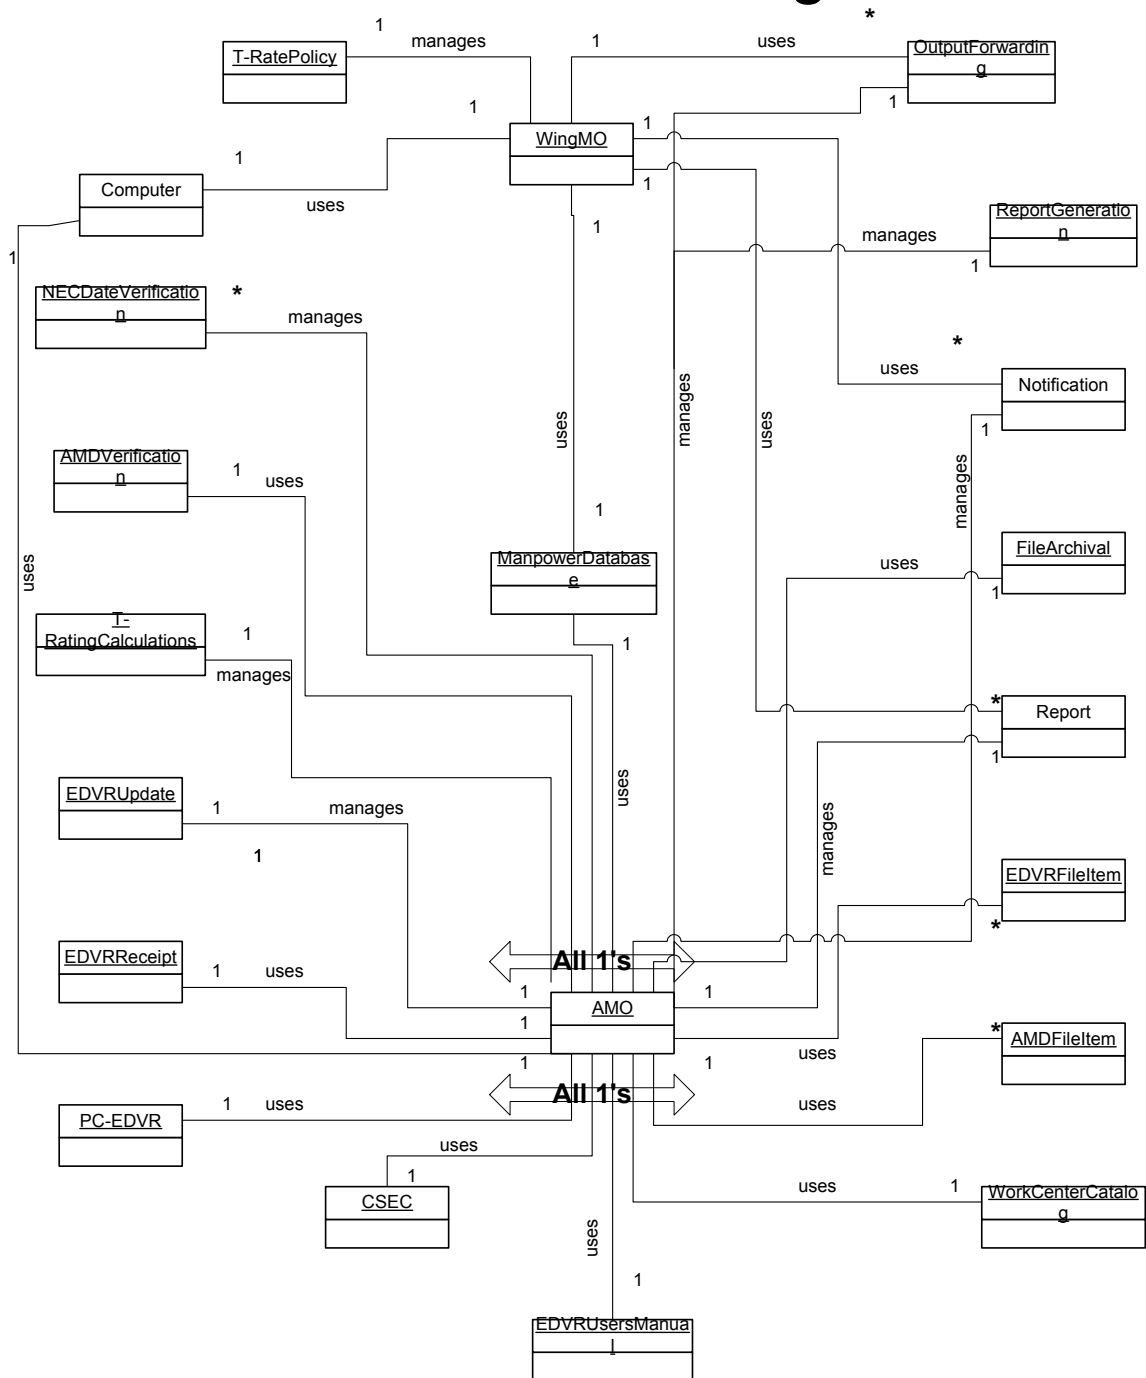 g
*
1
manages
1
uses
T-RatePolicy
OutputForwardin
g
1
1
1
WingMO
1
1
Computer
uses
1
ReportGeneratio
n
manages
1
1
1
NECDateVerificatio
n
*
manages
*
uses
Notification
1
manages
uses
uses
manages
AMDVerificatio
n
1
uses
1
ManpowerDatabas
e
uses
FileArchival
1
uses
T-
RatingCalculations
1
manages
1
*
Report
1
uses
manages
EDVRUpdate
1
manages
1
EDVRFileItem
*
EDVRReceipt
1
uses
All 1's
1
AMO
1
1
1
1
uses
*
AMDFileItem
All 1's
PC-EDVR
1
uses
uses
uses
1
CSEC
uses
1
WorkCenterCatalo
g
uses
1
EDVRUsersManua
l